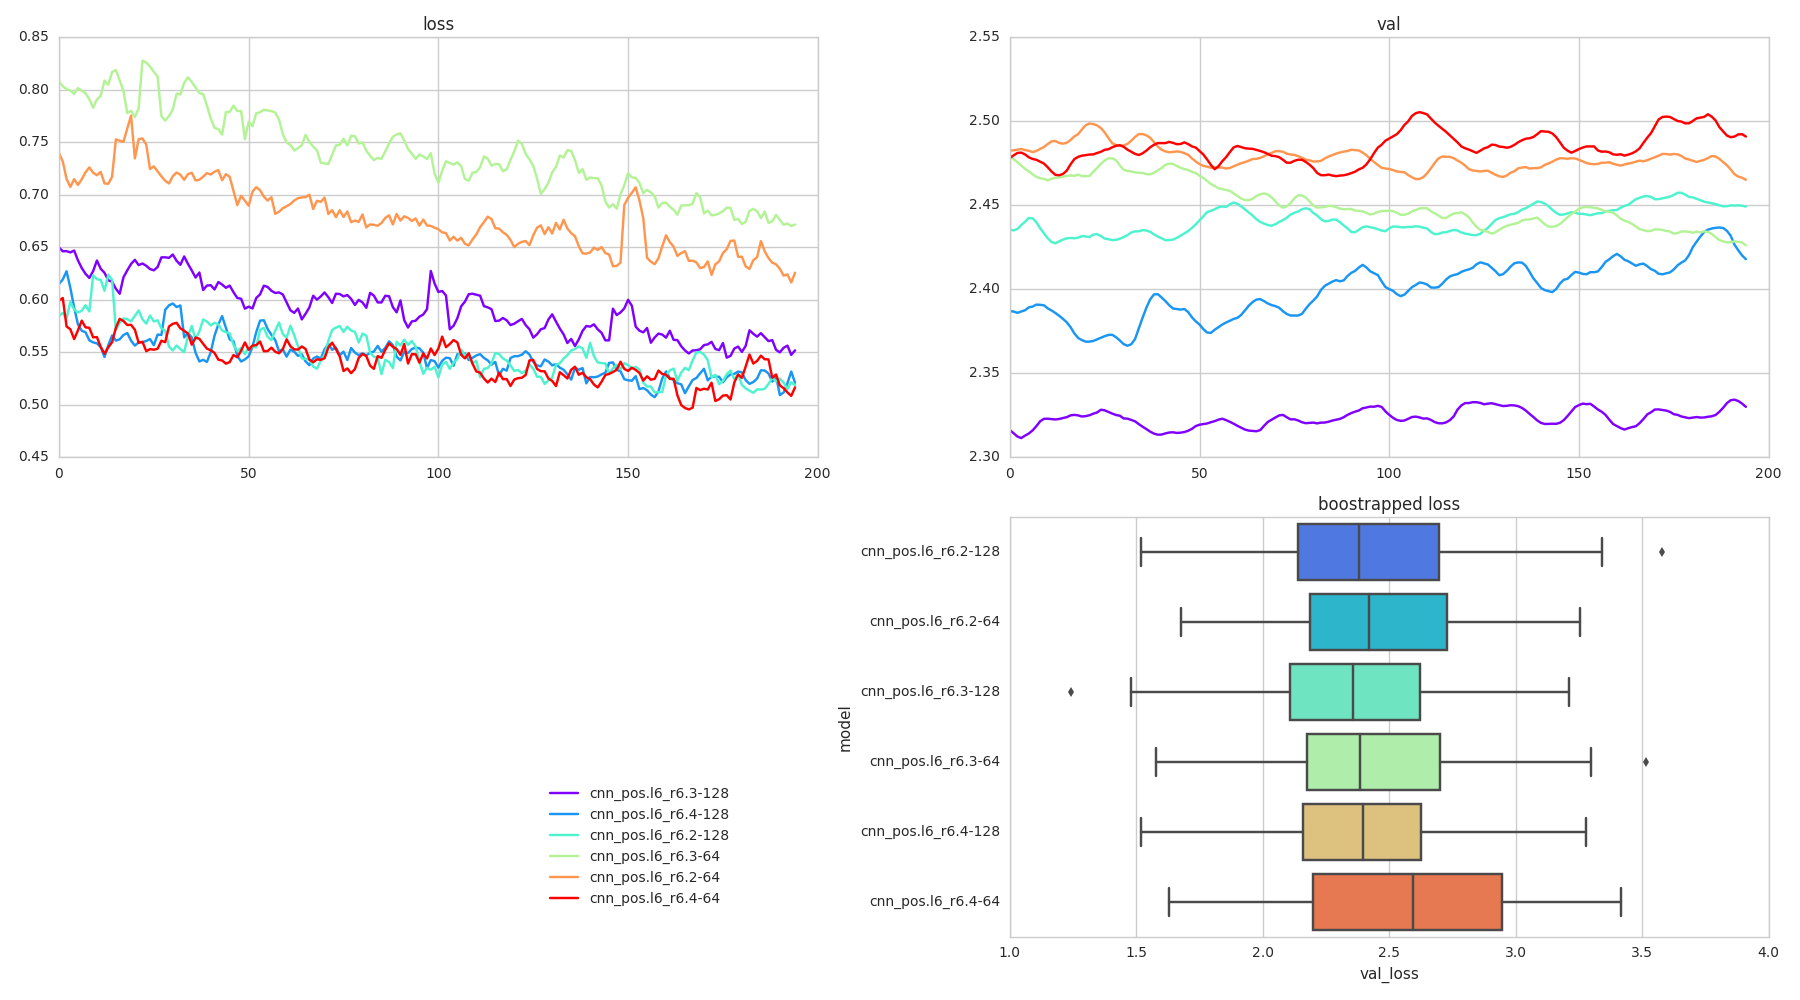 loss
0.85
0.80
0.75
0.70
0.65
0.60
0.55
0.50
0.45
0 50 100 150 200
val
2.55
2.50
2.45
2.40
2.35
2.30
0 50 100 150 200
cnn_pos.l6_r6.3-128
cnn_pos.l6_r6.4-128
cnn_pos.l6_r6.2-128
cnn_pos.l6_r6.3-64
cnn_pos.l6_r6.2-64
cnn_pos.l6_r6.4-64
boostrapped loss
model
cnn_pos.l6_r6.2-128
cnn_pos.l6_r6.2-64
cnn_pos.l6_r6.3-128
cnn_pos.l6_r6.3-64
cnn_pos.l6_r6.4-128
cnn_pos.l6_r6.4-64
1.0 1.5 2.0 2.5 3.0 3.5 4.0
val_loss